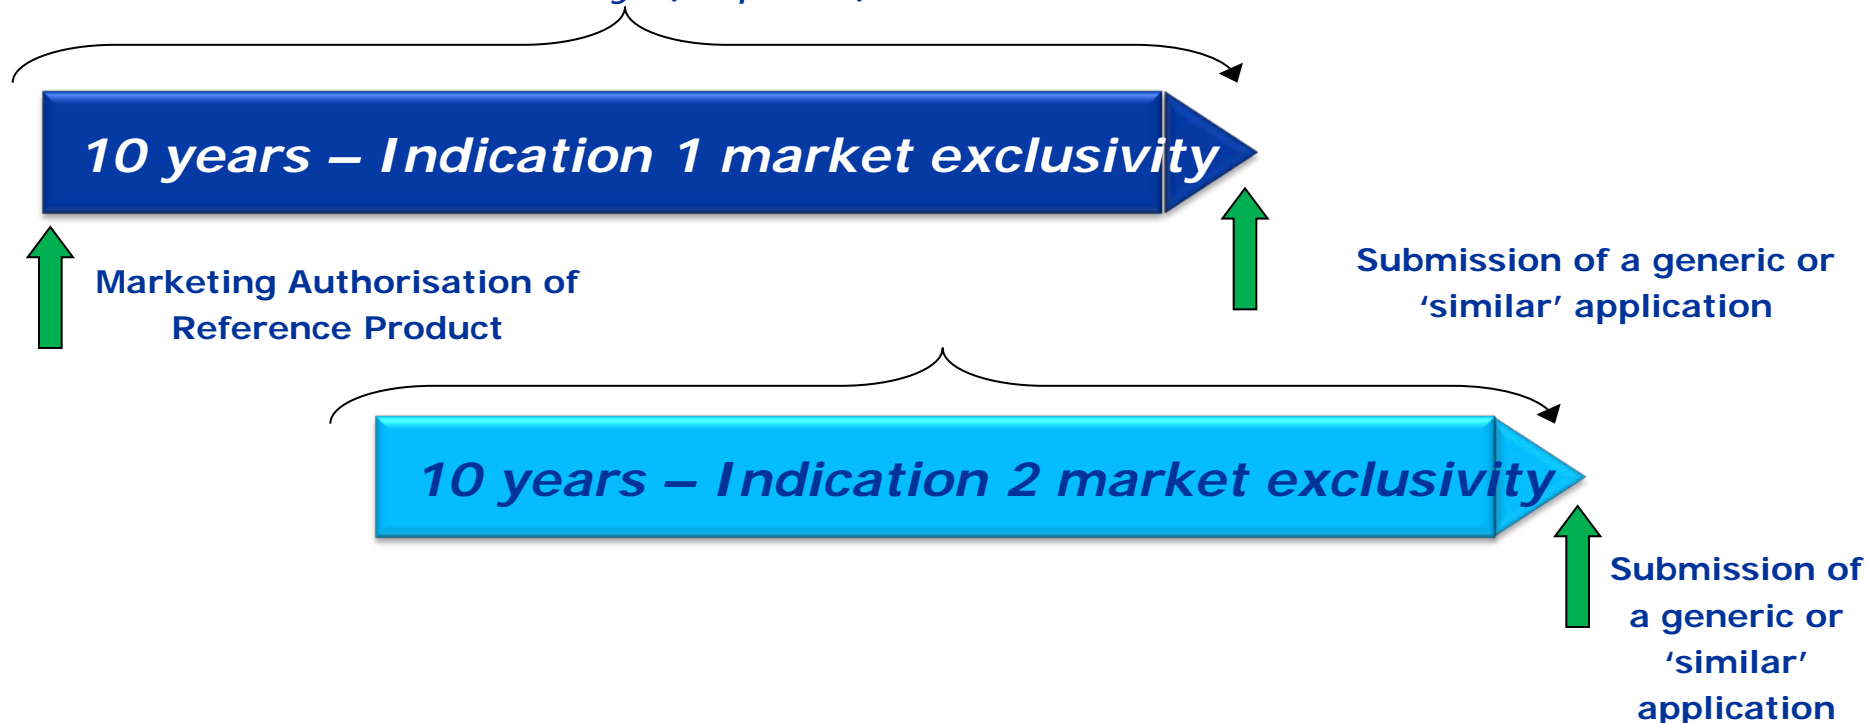 10 years – Indication 1 market exclusivity
Marketing Authorisation of
Reference Product
Submission of a generic or
‘similar’ application
10 years – Indication 2 market exclusivity
Submission of
a generic or
‘similar’
application